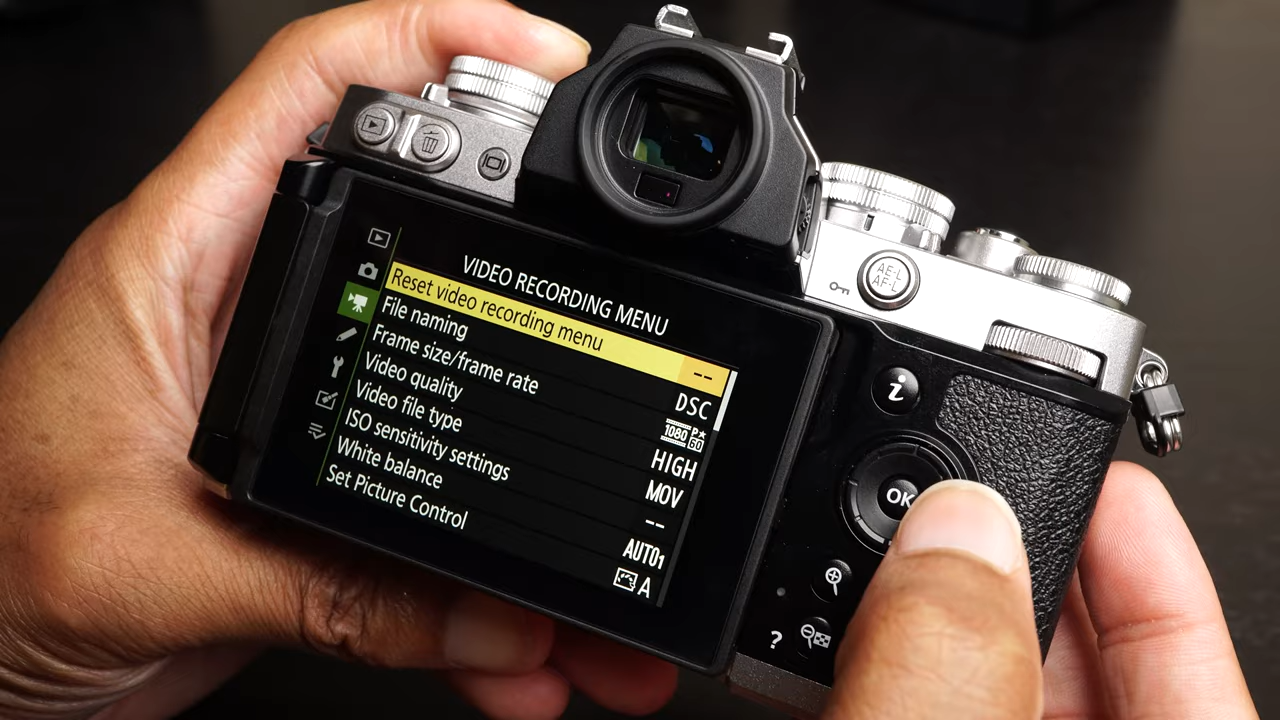 VIDEO RECORDING MENU
Reset video recording menu --
File naming DSC
Frame size/frame rate 1080 P★ 60
Video quality HIGH
Video file type MOV
ISO sensitivity settings --
White balance AUTO1
Set Picture Control A
AE-L
AF-L
i
OK
?